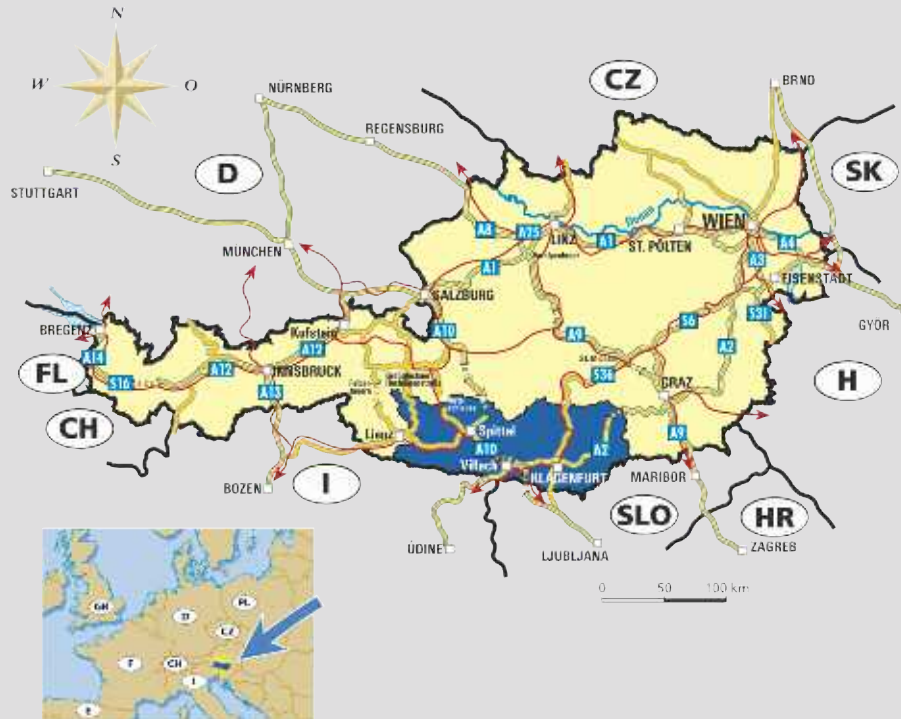 N
W
O
S
NÜRNBERG
REGENSBURG
CZ
BRNO
D
SK
STUTTGART
MÜNCHEN
A8
A25
LINZ
A1
ST. PÖLTEN
WIEN
A4
A3
A1
EISENSTADT
SALZBURG
S31
GYÖR
BREGENZ
Kufstein
A10
A9
S6
A2
A14
A12
FL
S16
A12
INNSBRUCK
A13
S36
GRAZ
H
CH
Lienz
Spittal
A10
A2
A9
Villach
KLAGENFURT
MARIBOR
BOZEN
I
SLO
HR
ÜDINE
LJUBLJANA
ZAGREB
0 50 100 km
PL
D
CZ
F
CH
I
E